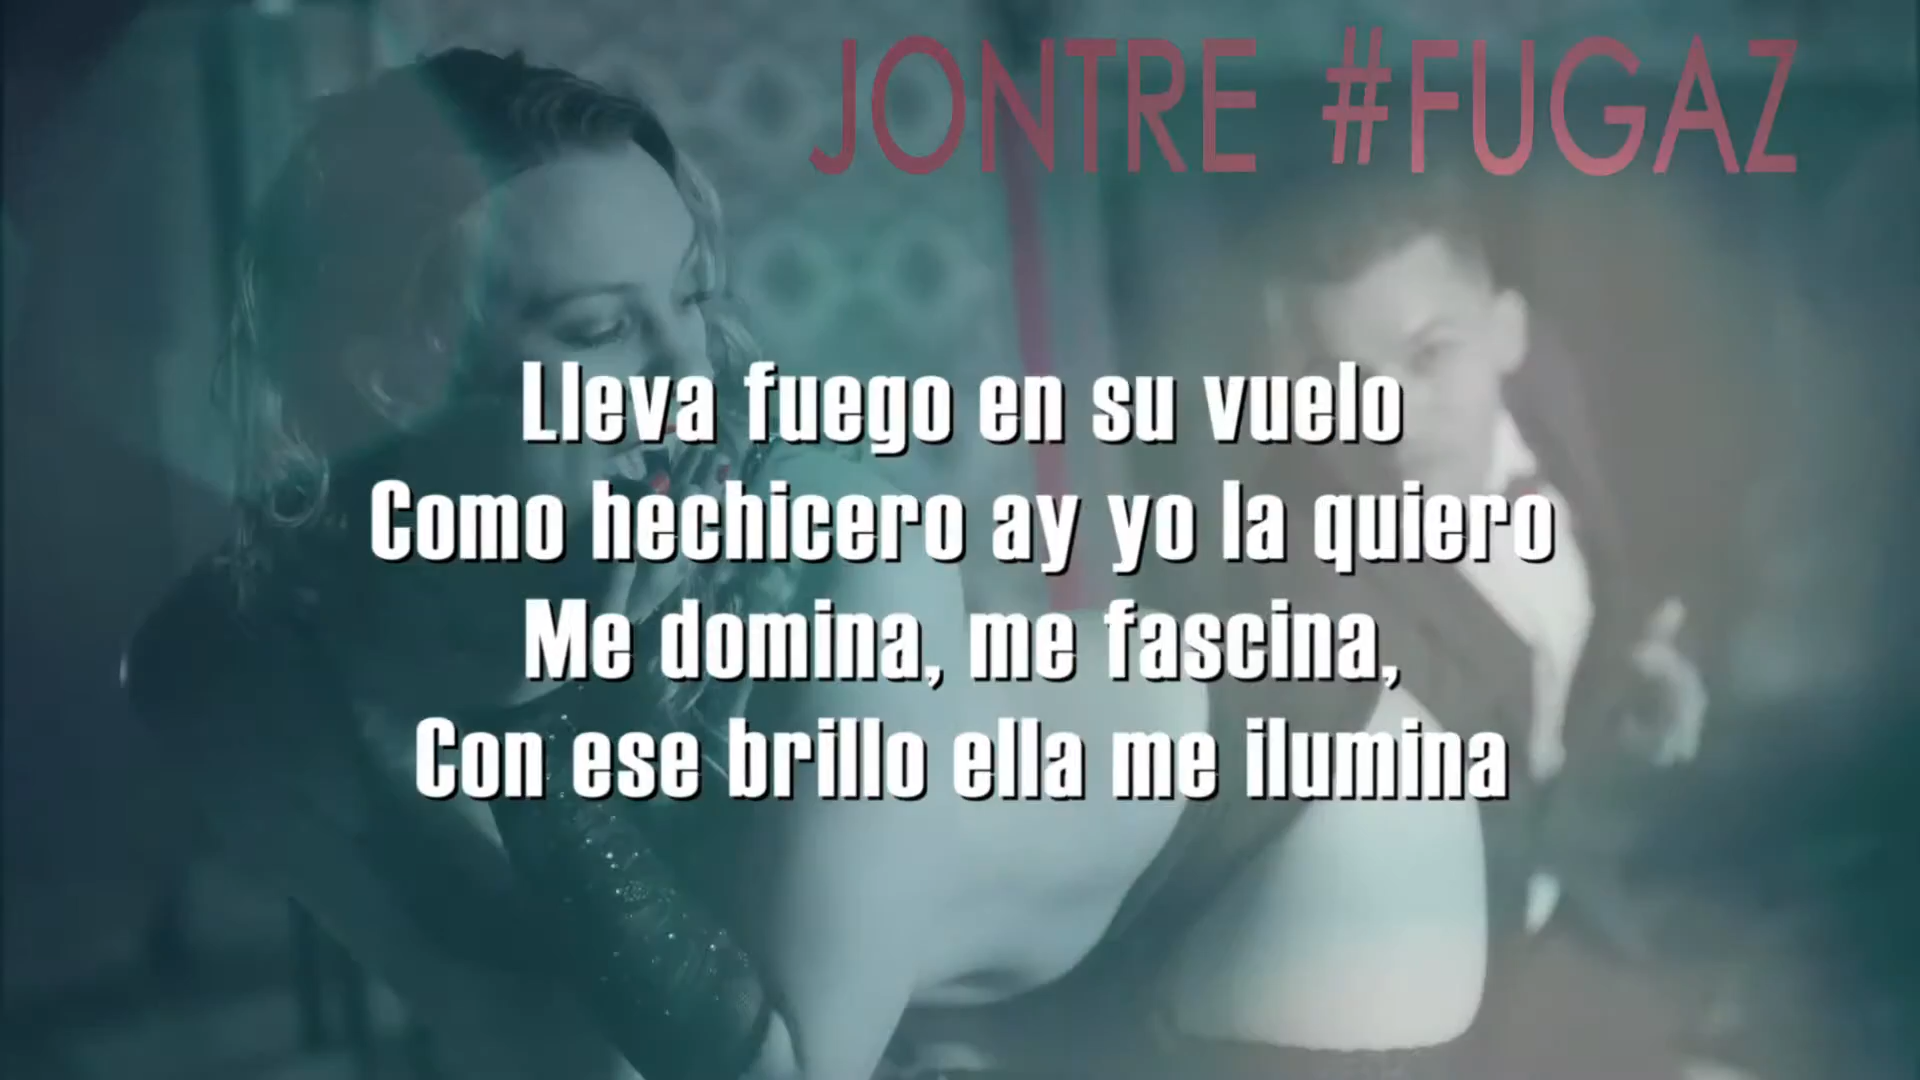 JONTRE #FUGAZ
Lleva fuego en su vuelo
Como hechicero ay yo la quiero
Me domina, me fascina,
Con ese brillo ella me ilumina